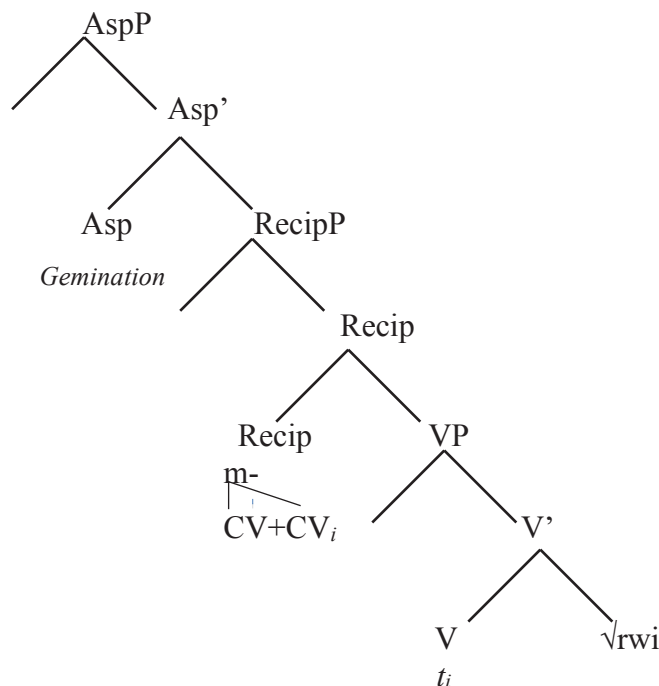 AspP
Asp’
Asp RecipP
Gemination
Recip
Recip VP
m-
CV+CVi V’
V √rwi
ti